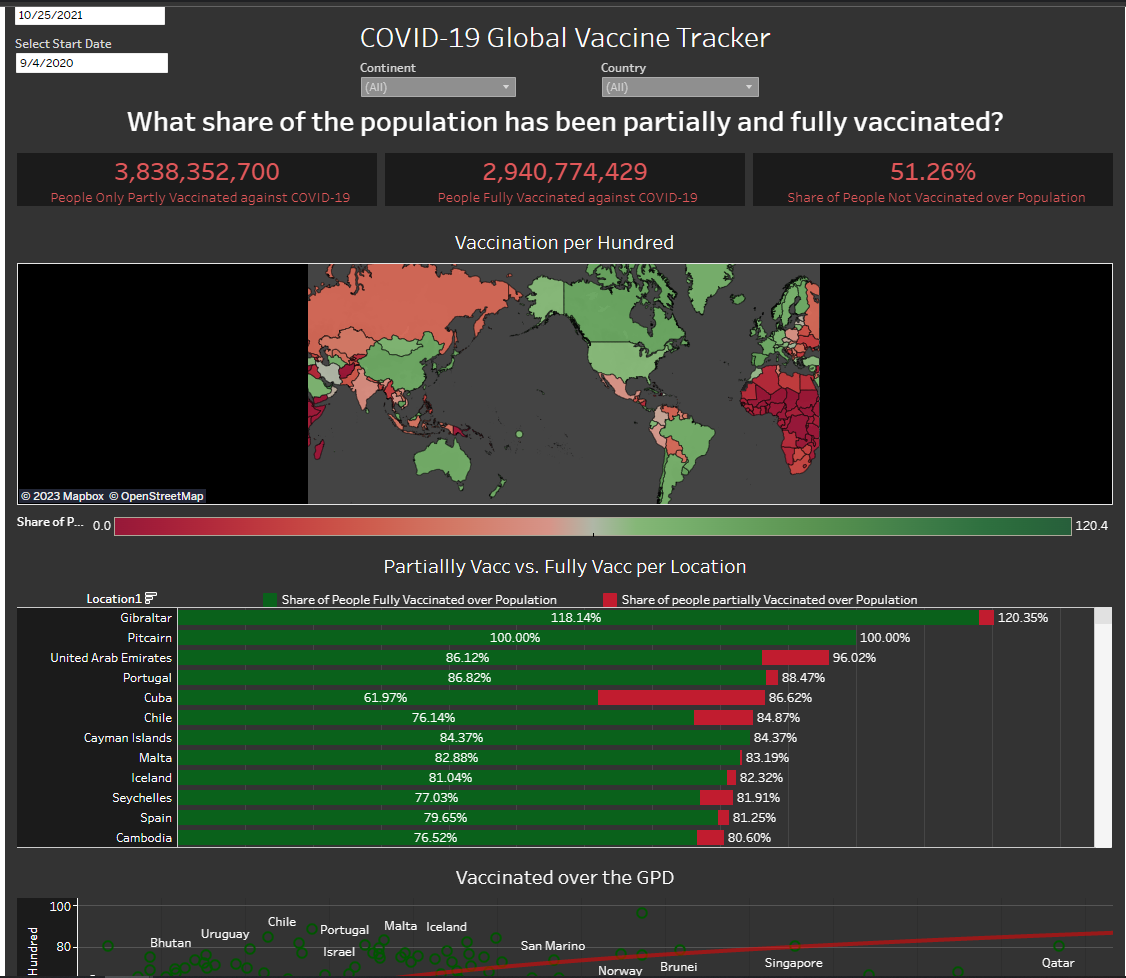 10/25/2021
Select Start Date
9/4/2020
COVID-19 Global Vaccine Tracker
Continent
Country
(All)
(All)
What share of the population has been partially and fully vaccinated?
3,838,352,700
People Only Partly Vaccinated against COVID-19
2,940,774,429
People Fully Vaccinated against COVID-19
51.26%
Share of People Not Vaccinated over Population
Vaccination per Hundred
© 2023 Mapbox © OpenStreetMap
Share of P...
0.0
120.4
Partiallly Vacc vs. Fully Vacc per Location
Location1
Share of People Fully Vaccinated over Population
Share of people partially Vaccinated over Population
Gibraltar 118.14% 120.35%
Pitcairn 100.00% 100.00%
United Arab Emirates 86.12% 96.02%
Portugal 86.82% 88.47%
Cuba 61.97% 86.62%
Chile 76.14% 84.87%
Cayman Islands 84.37% 84.37%
Malta 82.88% 83.19%
Iceland 81.04% 82.32%
Seychelles 77.03% 81.91%
Spain 79.65% 81.25%
Cambodia 76.52% 80.60%
Vaccinated over the GPD
100
80
Hundred
Chile
Portugal
Malta
Iceland
Uruguay
Bhutan
Israel
San Marino
Norway
Brunei
Singapore
Qatar